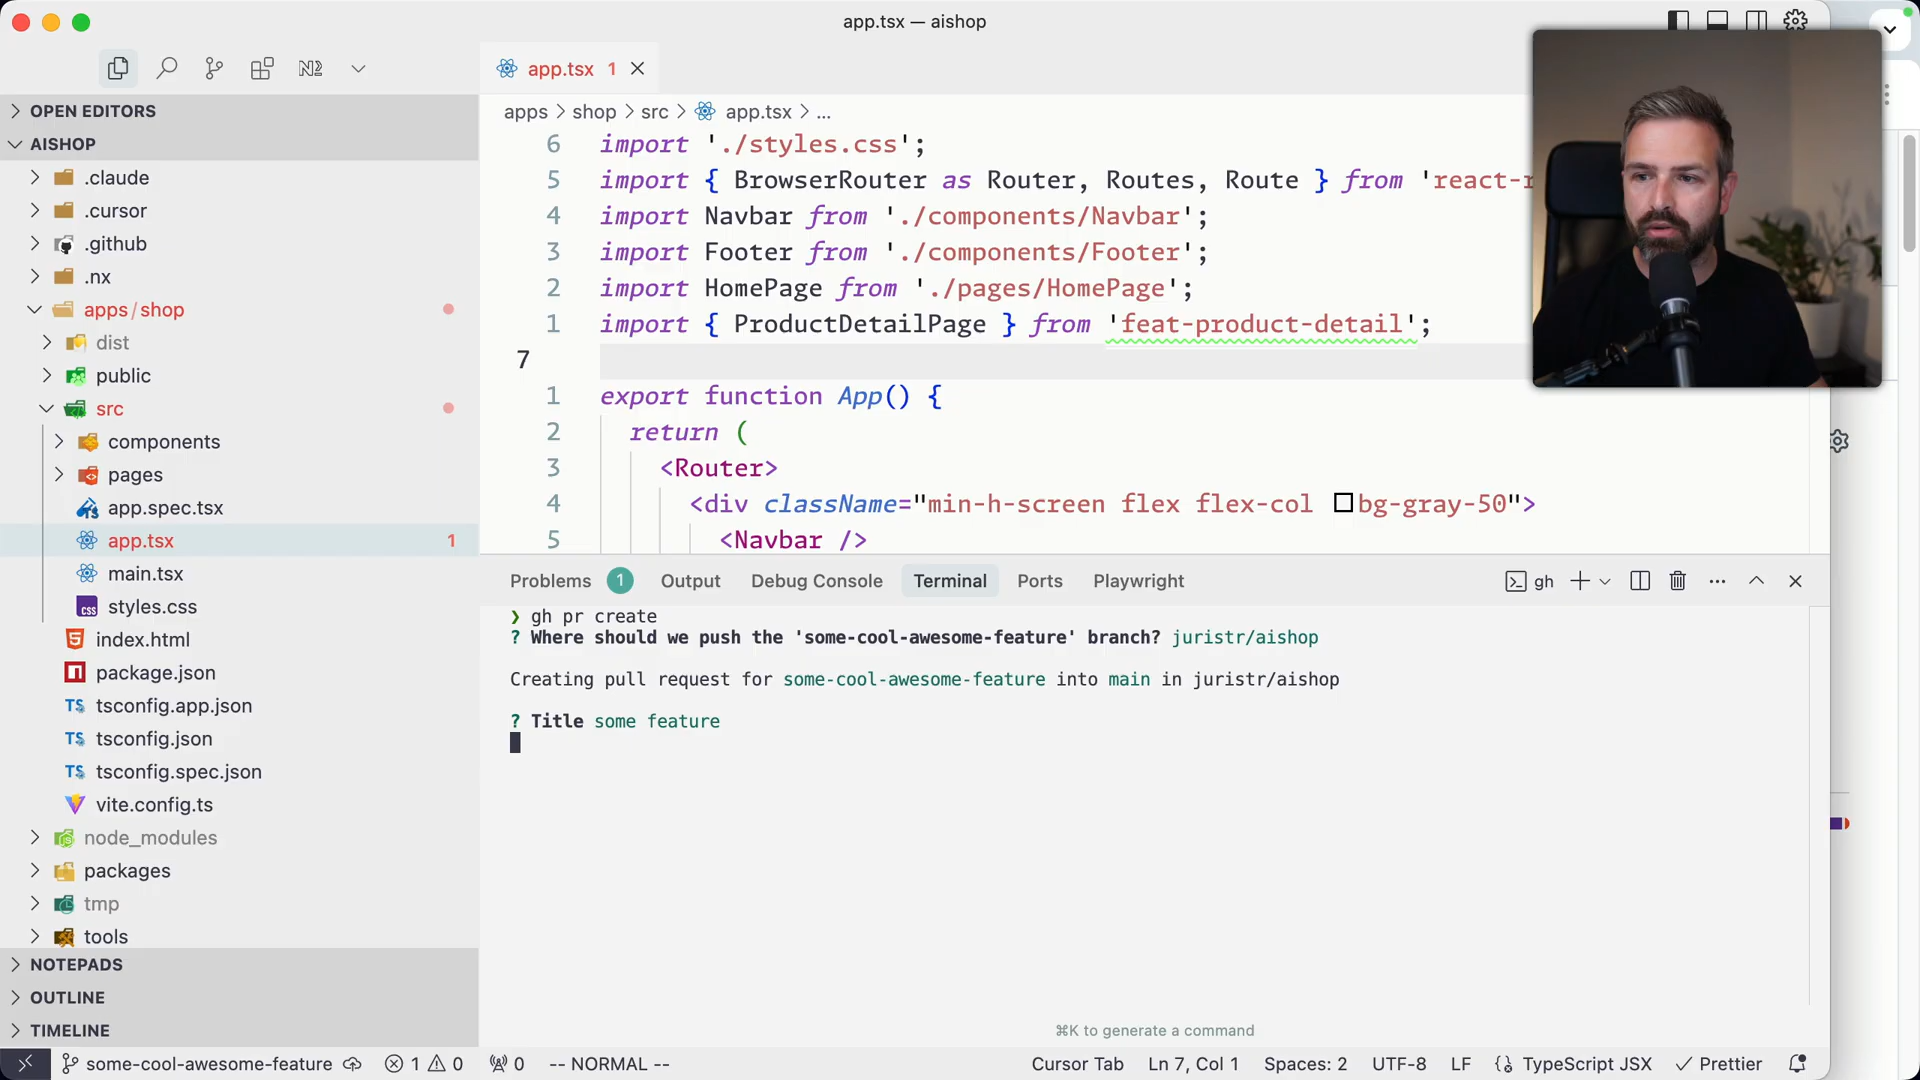 app.tsx — aishop
app.tsx 1
OPEN EDITORS
AISHOP
.claude
.cursor
.github
.nx
apps/shop
dist
public
src
components
pages
app.spec.tsx
app.tsx 1
main.tsx
styles.css
index.html
package.json
tsconfig.app.json
tsconfig.json
tsconfig.spec.json
vite.config.ts
node_modules
packages
tmp
tools
NOTEPADS
OUTLINE
TIMELINE
apps > shop > src > app.tsx > ...
6 import './styles.css';
5 import { BrowserRouter as Router, Routes, Route } from 'react-r
4 import Navbar from './components/Navbar';
3 import Footer from './components/Footer';
2 import HomePage from './pages/HomePage';
1 import { ProductDetailPage } from 'feat-product-detail';
7
1 export function App() {
2 return (
3 <Router>
4 <div className="min-h-screen flex flex-col bg-gray-50">
5 <Navbar />
Problems 1 Output Debug Console Terminal Ports Playwright gh
❯ gh pr create
? Where should we push the 'some-cool-awesome-feature' branch? juristr/aishop
Creating pull request for some-cool-awesome-feature into main in juristr/aishop
? Title some feature
⌘K to generate a command
some-cool-awesome-feature 1 0 0 -- NORMAL -- Cursor Tab Ln 7, Col 1 Spaces: 2 UTF-8 LF TypeScript JSX Prettier